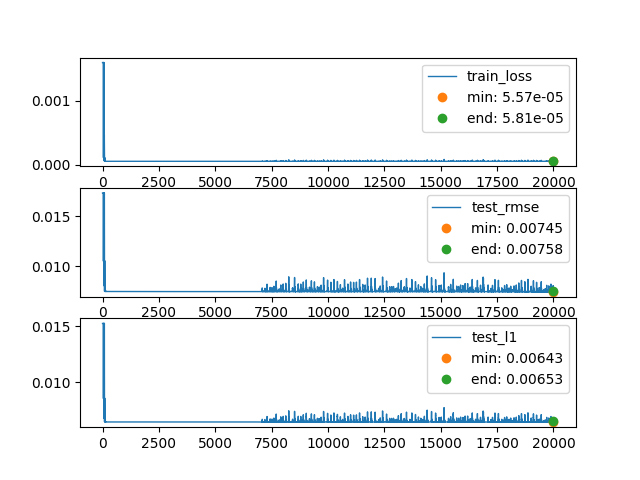 train_loss
min: 5.57e-05
end: 5.81e-05
0.001
0.000
0 2500 5000 7500 10000 12500 15000 17500 20000
test_rmse
min: 0.00745
end: 0.00758
0.015
0.010
0 2500 5000 7500 10000 12500 15000 17500 20000
test_l1
min: 0.00643
end: 0.00653
0.015
0.010
0 2500 5000 7500 10000 12500 15000 17500 20000